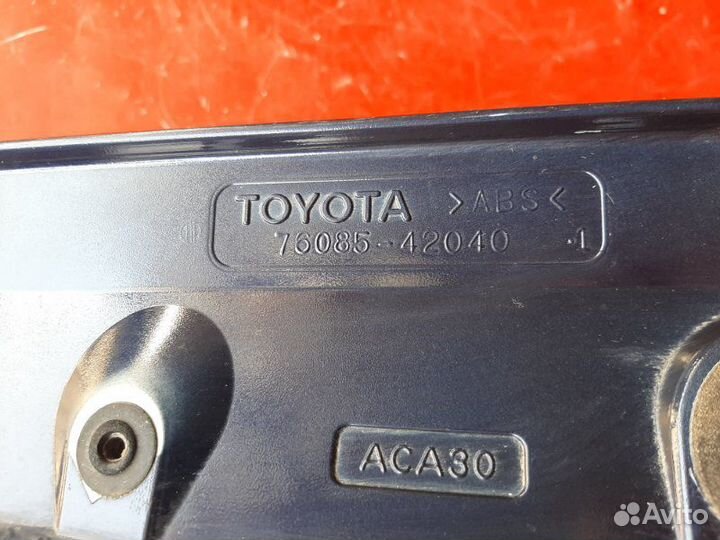 TOYOTA >ABS<
76085-42040 -1
ACA30
Avito